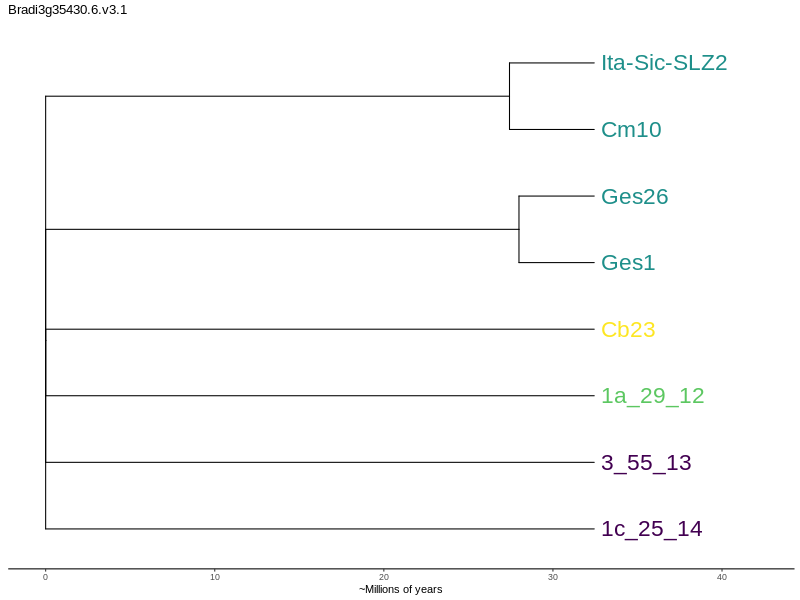 Bradi3g35430.6.v3.1
Ita-Sic-SLZ2
Cm10
Ges26
Ges1
Cb23
1a_29_12
3_55_13
1c_25_14
0 10 20 30 40
~Millions of years